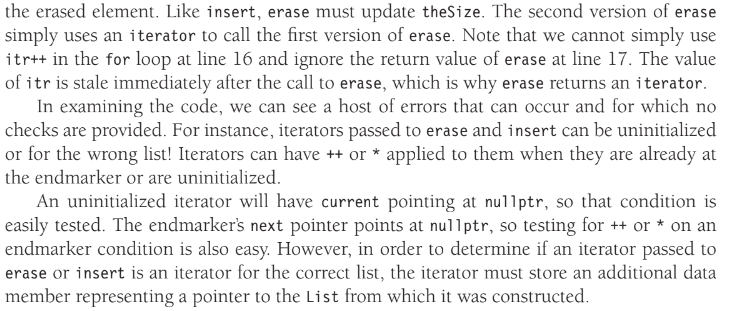 the erased element. Like insert, erase must update theSize. The second version of erase
simply uses an iterator to call the first version of erase. Note that we cannot simply use
itr++ in the for loop at line 16 and ignore the return value of erase at line 17. The value
of itr is stale immediately after the call to erase, which is why erase returns an iterator.
In examining the code, we can see a host of errors that can occur and for which no
checks are provided. For instance, iterators passed to erase and insert can be uninitialized
or for the wrong list! Iterators can have ++ or * applied to them when they are already at
the endmarker or are uninitialized.
An uninitialized iterator will have current pointing at nullptr, so that condition is
easily tested. The endmarker's next pointer points at nullptr, so testing for ++ or * on an
endmarker condition is also easy. However, in order to determine if an iterator passed to
erase or insert is an iterator for the correct list, the iterator must store an additional data
member representing a pointer to the List from which it was constructed.